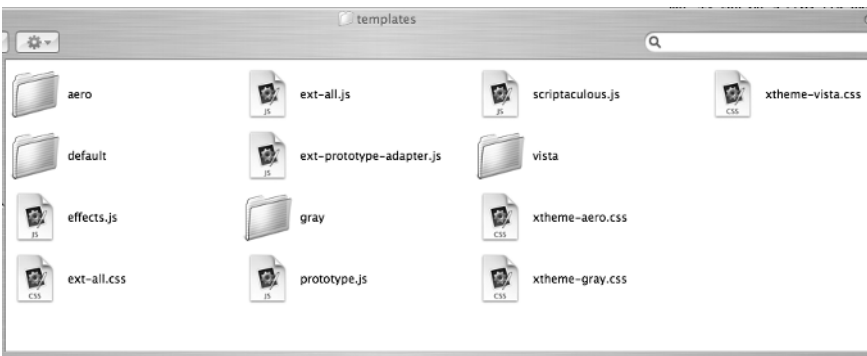 templates
aero
ext-all.js
scriptaculous.js
xtheme-vista.css
default
ext-prototype-adapter.js
vista
effects.js
gray
xtheme-aero.css
ext-all.css
prototype.js
xtheme-gray.css
JS
JS
CSS
JS
JS
CSS
CSS
JS
CSS